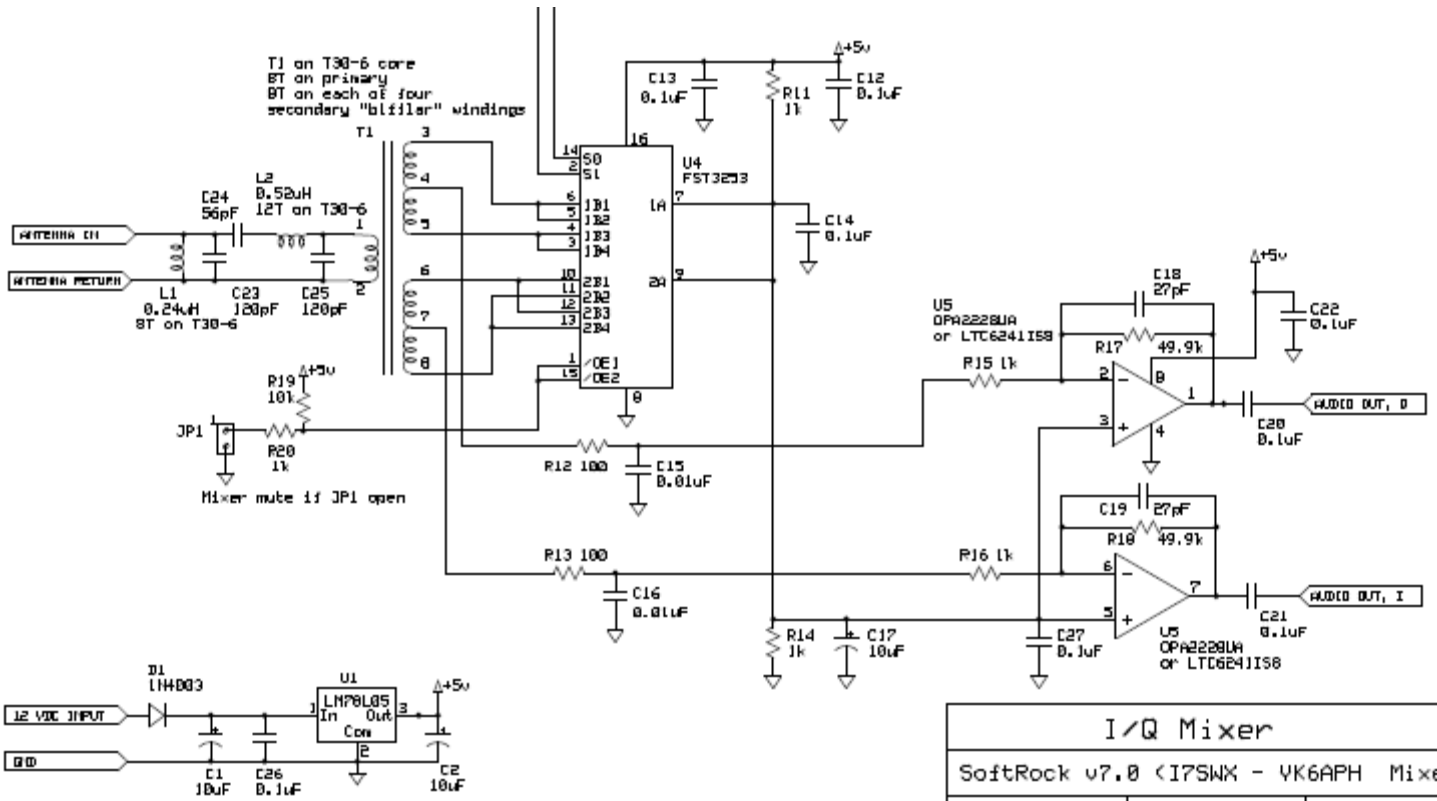 T1 on T30-6 core
8T on primary
8T on each of four
secondary "bifilar" windings
T1
3
4
5
6
7
8
1
2
L2
0.52uH
12T on T30-6
C24
56pF
ANTENNA IN
ANTENNA RETURN
L1
0.24uH
8T on T30-6
C23
120pF
C25
120pF
+5v
C13
0.1uF
R11
1k
C12
0.1uF
16
U4
FST3253
14 S0
2 S1
6 1B1
5 1B2
4 1B3
3 1B4
10 2B1
11 2B2
12 2B3
13 2B4
1 /OE1
15 /OE2
8
1A 7
2A 9
C14
0.1uF
R19
10k
+5v
JP1
1
R20
1k
Mixer mute if JP1 open
R12 100
C15
0.01uF
R13 100
C16
0.01uF
R14
1k
C17
10uF
C27
0.1uF
U5
OPA2228UA
or LTC6241IS8
R15 1k
C18
27pF
R17 49.9k
+5v
C22
0.1uF
2 -
3 +
8
4
1
C20
0.1uF
AUDIO OUT, Q
R16 1k
C19 27pF
R18 49.9k
6 -
5 +
7
C21
0.1uF
AUDIO OUT, I
U5
OPA2228UA
or LTC6241IS8
D1
1N4003
12 VDC INPUT
GND
C1
10uF
C26
0.1uF
U1
LM78L05
1 In Out 3
Com
2
+5v
C2
10uF
I/Q Mixer
SoftRock v7.0 <I7SWX - VK6APH Mixe